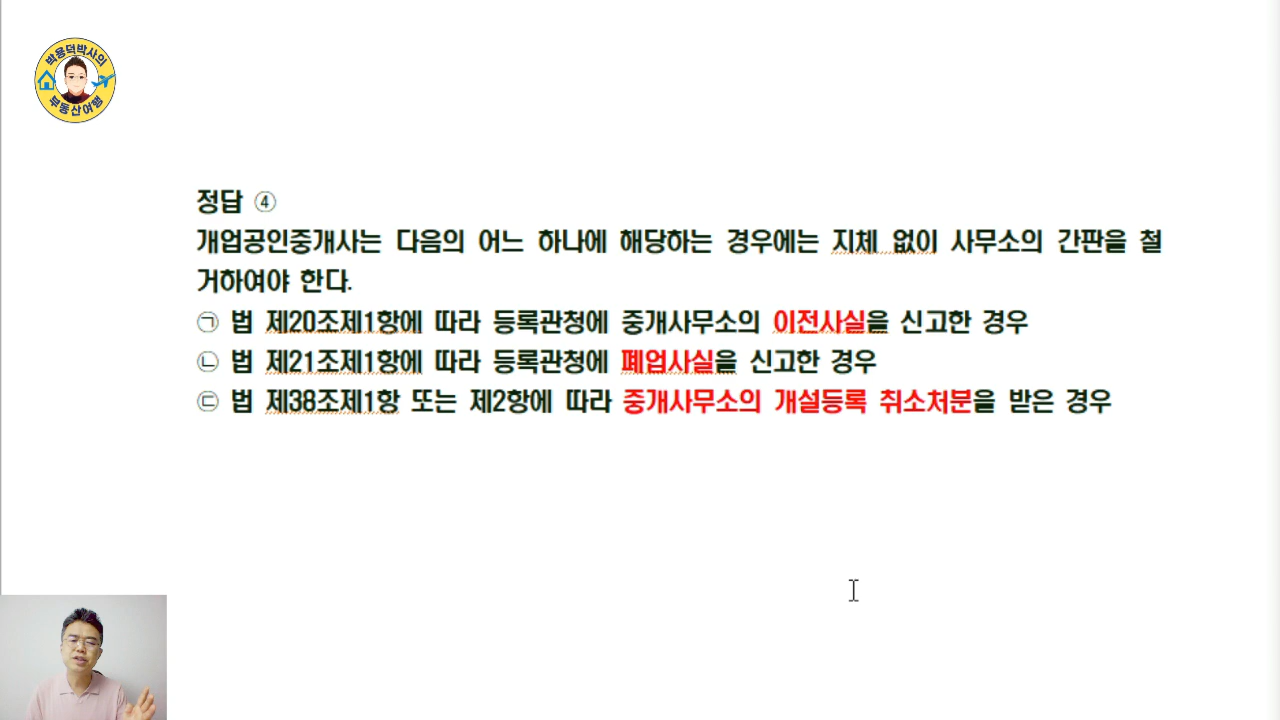 박용덕박사의
부동산여행
정답 ④
개업공인중개사는 다음의 어느 하나에 해당하는 경우에는 지체 없이 사무소의 간판을 철
거하여야 한다.
㉠ 법 제20조제1항에 따라 등록관청에 중개사무소의 이전사실을 신고한 경우
㉡ 법 제21조제1항에 따라 등록관청에 폐업사실을 신고한 경우
㉢ 법 제38조제1항 또는 제2항에 따라 중개사무소의 개설등록 취소처분을 받은 경우